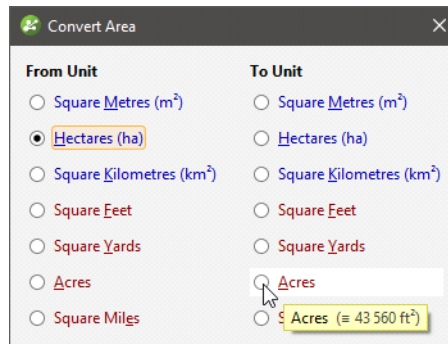 Convert Area
From Unit To Unit
Square Metres (m²) Square Metres (m²)
Hectares (ha) Hectares (ha)
Square Kilometres (km²) Square Kilometres (km²)
Square Feet Square Feet
Square Yards Square Yards
Acres Acres
Square Miles S
Acres (≡ 43 560 ft²)